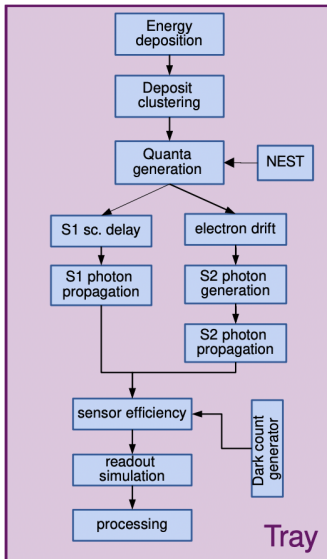 Energy
deposition
Deposit
clustering
Quanta
generation
NEST
S1 sc. delay
electron drift
S1 photon
propagation
S2 photon
generation
S2 photon
propagation
sensor efficiency
Dark count
generator
readout
simulation
processing
Tray